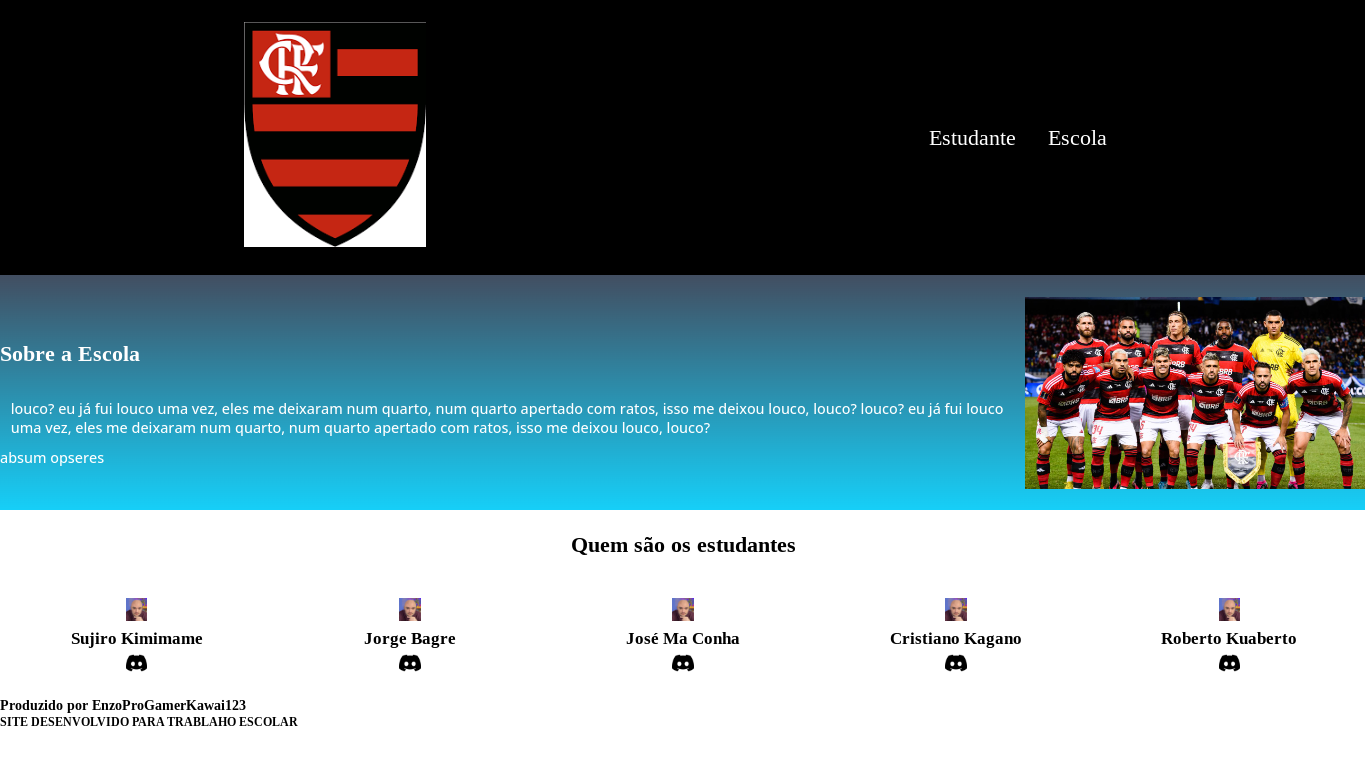 Estudante Escola
Sobre a Escola
louco? eu já fui louco uma vez, eles me deixaram num quarto, num quarto apertado com ratos, isso me deixou louco, louco? louco? eu já fui louco
uma vez, eles me deixaram num quarto, num quarto apertado com ratos, isso me deixou louco, louco?
absum opseres
Quem são os estudantes
Sujiro Kimimame Jorge Bagre José Ma Conha Cristiano Kagano Roberto Kuaberto
Produzido por EnzoProGamerKawai123
SITE DESENVOLVIDO PARA TRABLAHO ESCOLAR